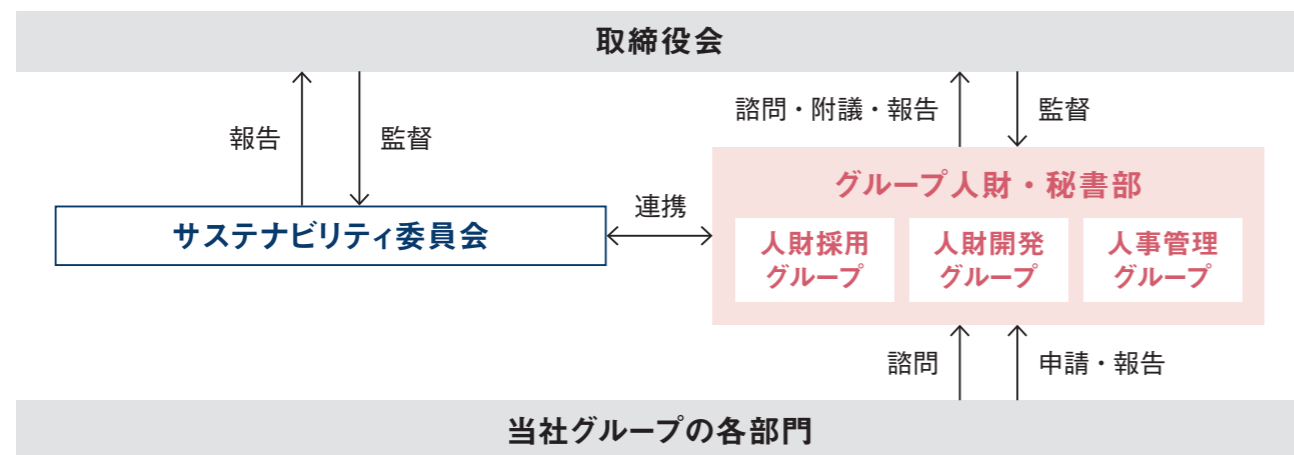 取締役会
報告
監督
諮問・附議・報告
監督
サステナビリティ委員会
連携
グループ人財・秘書部
人財採用
グループ
人財開発
グループ
人事管理
グループ
諮問
申請・報告
当社グループの各部門